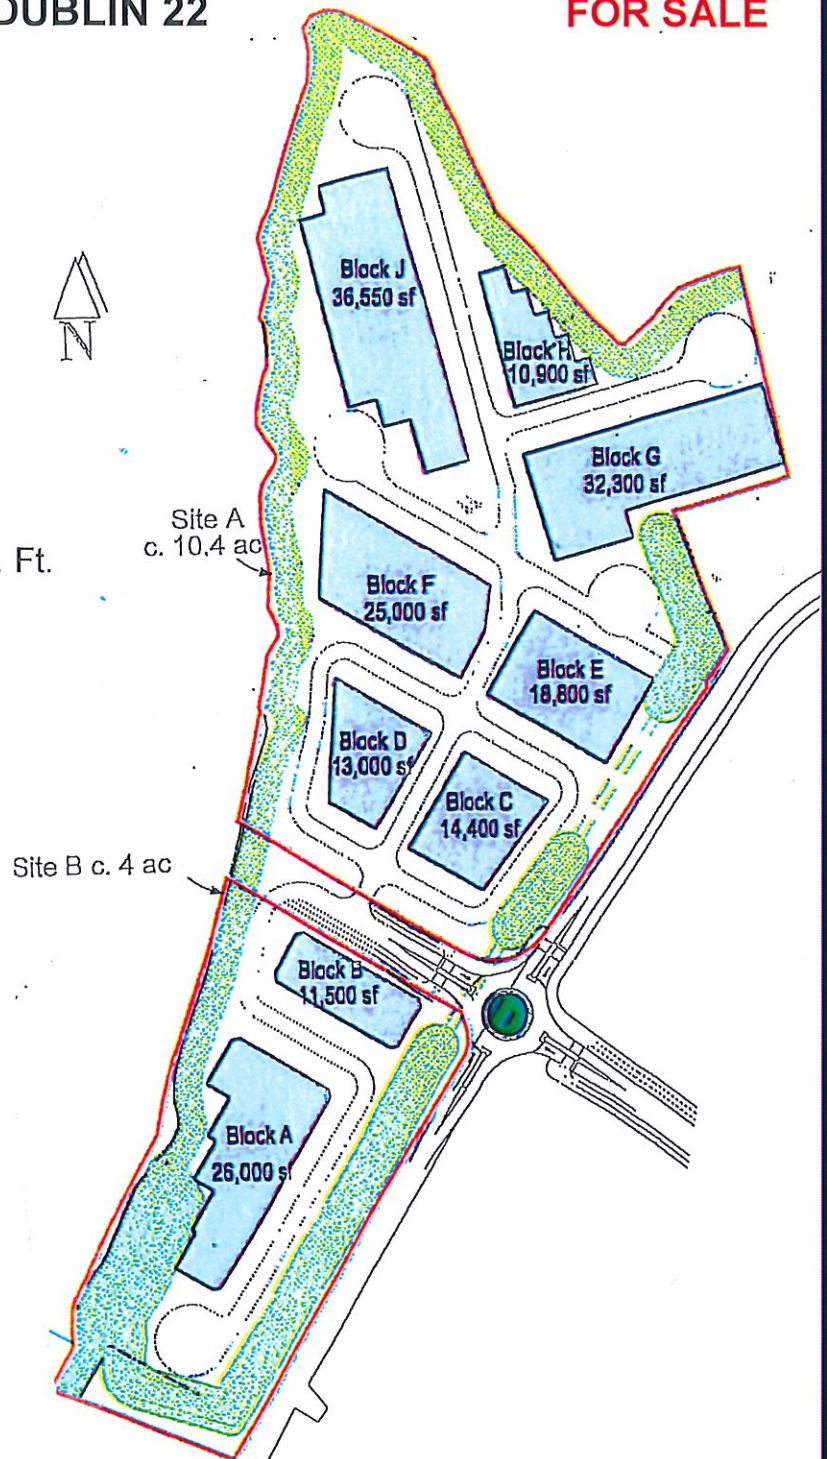 DUBLIN 22
FOR SALE
N
Block J
36,550 sf
Block H
10,900 sf
Block G
32,300 sf
Site A
c. 10.4 ac
Ft.
Block F
25,000 sf
Block E
18,800 sf
Block D
13,000 sf
Block C
14,400 sf
Site B c. 4 ac
Block B
11,500 sf
Block A
26,000 sf